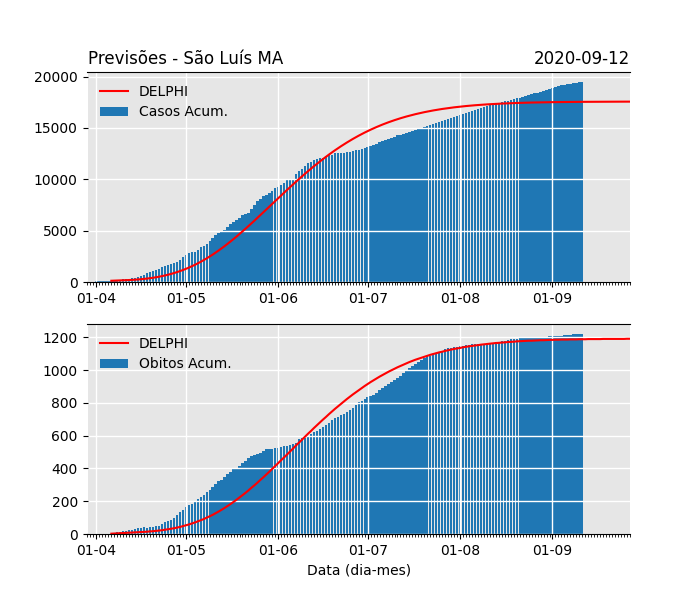 Previsões - São Luís MA
2020-09-12
20000
15000
10000
5000
0
DELPHI
Casos Acum.
01-04 01-05 01-06 01-07 01-08 01-09
1200
1000
800
600
400
200
0
DELPHI
Obitos Acum.
01-04 01-05 01-06 01-07 01-08 01-09
Data (dia-mes)